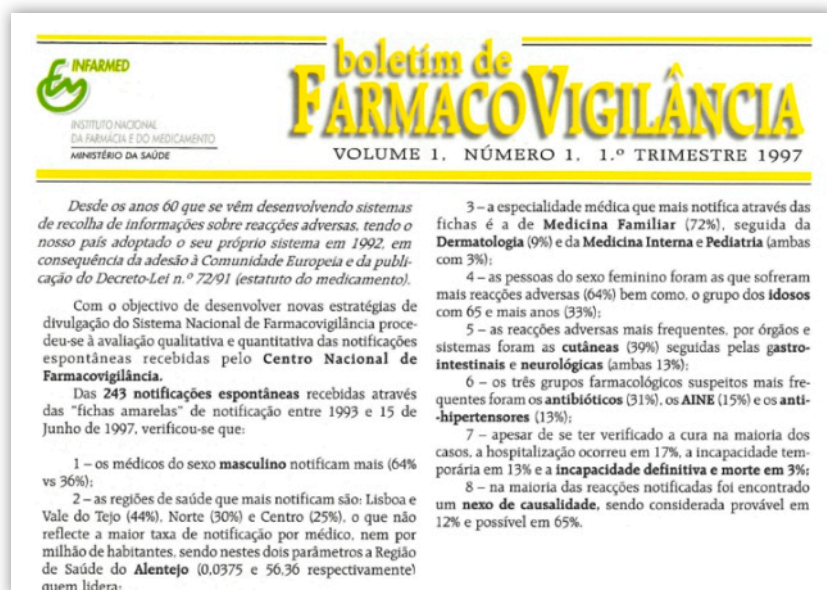 INFARMED
INSTITUTO NACIONAL
DA FARMÁCIA E DO MEDICAMENTO
MINISTÉRIO DA SAÚDE
boletim de
FARMACOVIGILÂNCIA
VOLUME 1, NÚMERO 1, 1.º TRIMESTRE 1997
Desde os anos 60 que se vêm desenvolvendo sistemas
de recolha de informações sobre reacções adversas, tendo o
nosso país adoptado o seu próprio sistema em 1992, em
consequência da adesão à Comunidade Europeia e da publi-
cação do Decreto-Lei n.º 72/91 (estatuto do medicamento).
Com o objectivo de desenvolver novas estratégias de
divulgação do Sistema Nacional de Farmacovigilância proce-
deu-se à avaliação qualitativa e quantitativa das notificações
espontâneas recebidas pelo Centro Nacional de
Farmacovigilância.
Das 243 notificações espontâneas recebidas através
das "fichas amarelas" de notificação entre 1993 e 15 de
Junho de 1997, verificou-se que:
1 – os médicos do sexo masculino notificam mais (64%
vs 36%);
2 – as regiões de saúde que mais notificam são: Lisboa e
Vale do Tejo (44%), Norte (30%) e Centro (25%), o que não
reflecte a maior taxa de notificação por médico, nem por
milhão de habitantes, sendo nestes dois parâmetros a Região
de Saúde do Alentejo (0,0375 e 56,36 respectivamente)
quem lidera;
3 – a especialidade médica que mais notifica através das
fichas é a de Medicina Familiar (72%), seguida da
Dermatologia (9%) e da Medicina Interna e Pediatria (ambas
com 3%);
4 – as pessoas do sexo feminino foram as que sofreram
mais reacções adversas (64%) bem como, o grupo dos idosos
com 65 e mais anos (33%);
5 – as reacções adversas mais frequentes, por órgãos e
sistemas foram as cutâneas (39%) seguidas pelas gastro-
intestinais e neurológicas (ambas 13%);
6 – os três grupos farmacológicos suspeitos mais fre-
quentes foram os antibióticos (31%), os AINE (15%) e os anti-
-hipertensores (13%);
7 – apesar de se ter verificado a cura na maioria dos
casos, a hospitalização ocorreu em 17%, a incapacidade tem-
porária em 13% e a incapacidade definitiva e morte em 3%;
8 – na maioria das reacções notificadas foi encontrado
um nexo de causalidade, sendo considerada provável em
12% e possível em 65%.